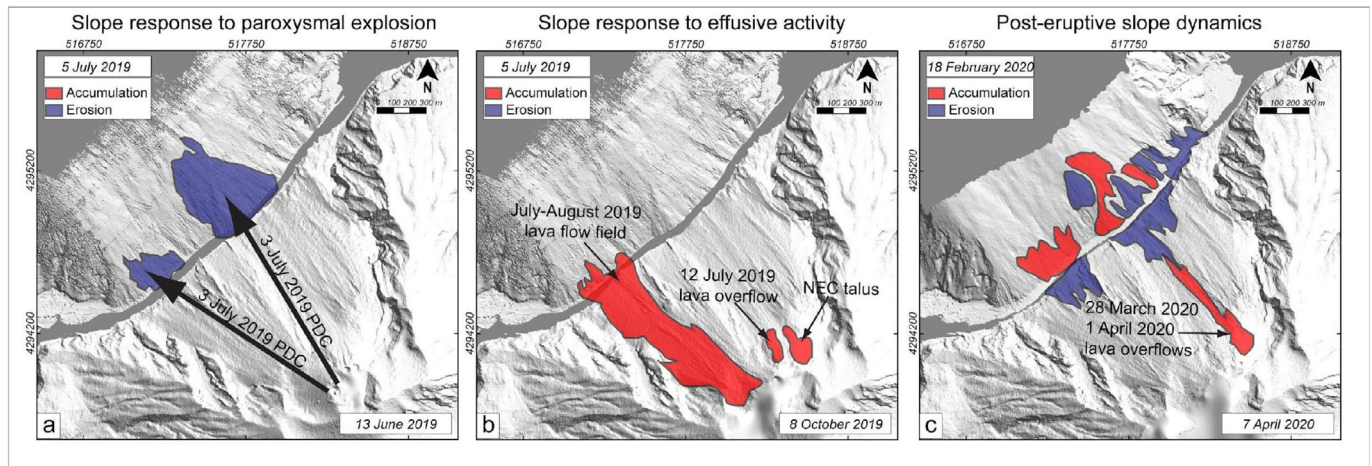 Slope response to paroxysmal explosion
516750
517750
518750
5 July 2019
Accumulation
Erosion
N
0 100 200 300 m
4295200
4294200
3 July 2019 PDC
3 July 2019 PDC
a
13 June 2019
Slope response to effusive activity
516750
517750
518750
5 July 2019
Accumulation
Erosion
N
0 100 200 300 m
4295200
4294200
July-August 2019
lava flow field
12 July 2019
lava overflow
NEC talus
b
8 October 2019
Post-eruptive slope dynamics
516750
517750
518750
18 February 2020
Accumulation
Erosion
N
0 100 200 300 m
4295200
4294200
28 March 2020
1 April 2020
lava overflows
c
7 April 2020